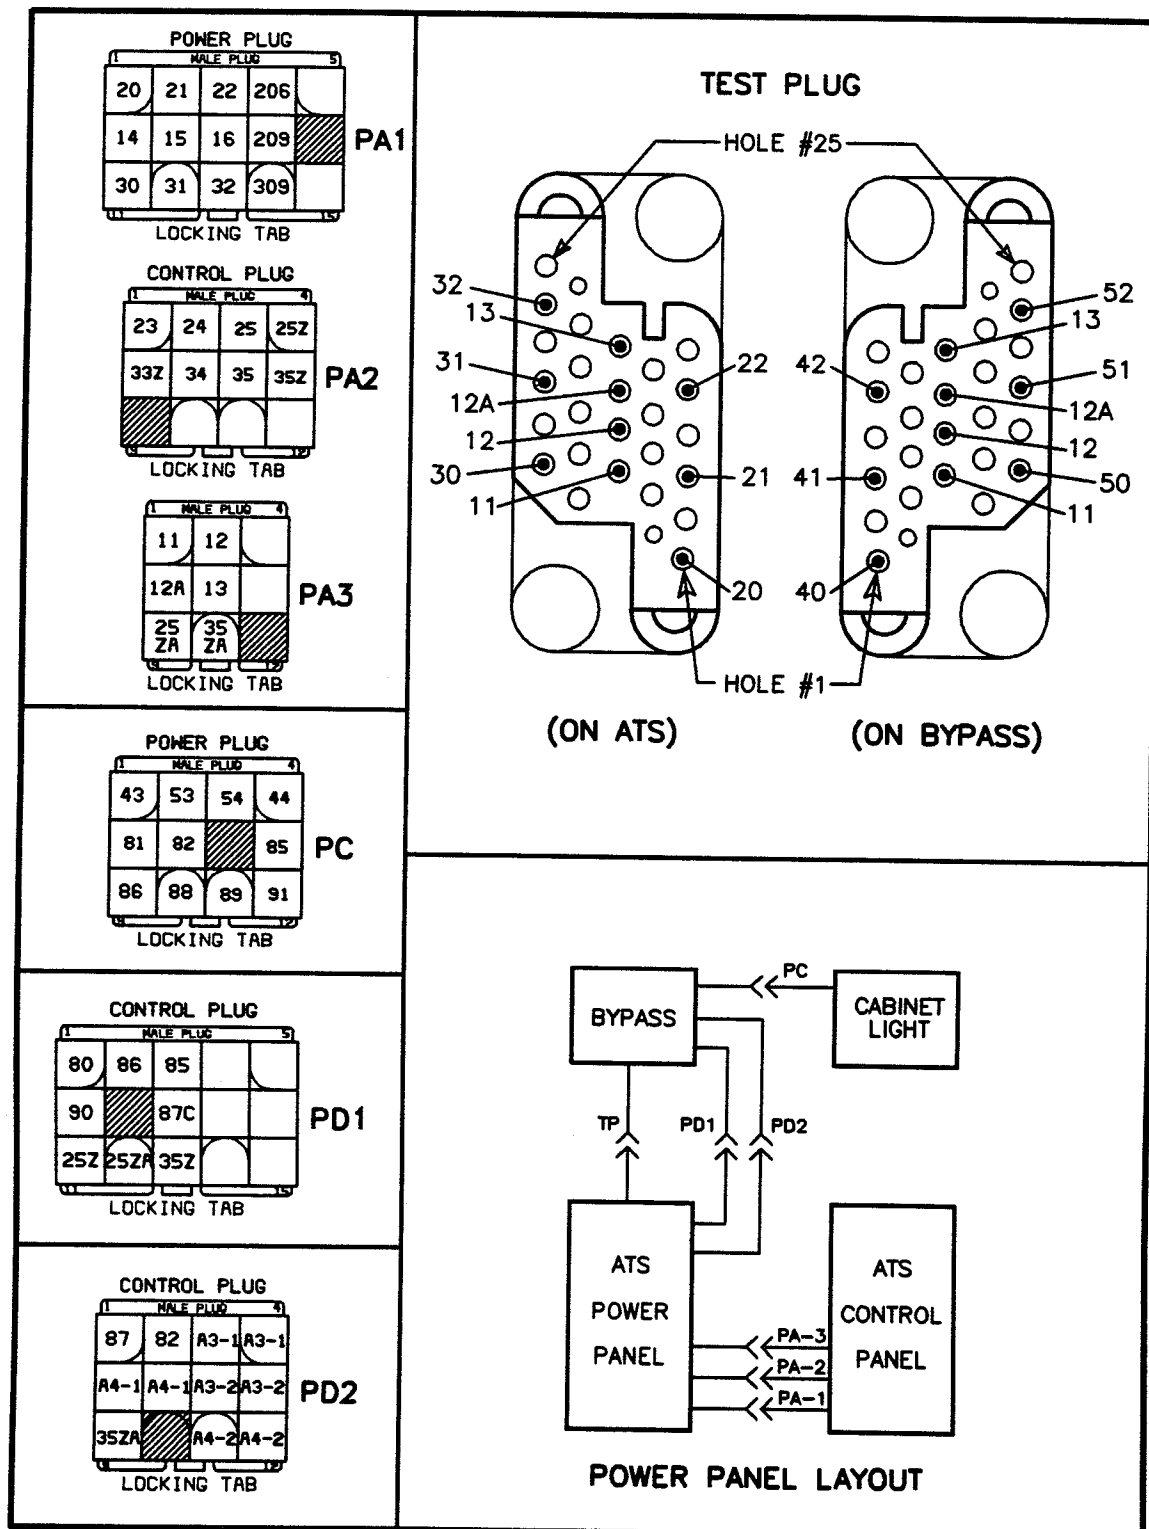 POWER PLUG
1 MALE PLUG 5
20 21 22 206
14 15 16 209
PA1
30 31 32 309
11 15
LOCKING TAB
CONTROL PLUG
1 MALE PLUG 4
23 24 25 25Z
33Z 34 35 35Z
PA2
9 12
LOCKING TAB
1 MALE PLUG 4
11 12
12A 13
PA3
25 ZA 35 ZA
9 12
LOCKING TAB
POWER PLUG
1 MALE PLUG 4
43 53 54 44
81 82 85
PC
86 88 89 91
9 12
LOCKING TAB
CONTROL PLUG
1 MALE PLUG 5
80 86 85
90 87C
PD1
25Z 25ZA 35Z
11 15
LOCKING TAB
CONTROL PLUG
1 MALE PLUG 4
87 82 A3-1 A3-1
A4-1 A4-1 A3-2 A3-2
PD2
35ZA A4-2 A4-2
9 12
LOCKING TAB
TEST PLUG
HOLE #25
32
13
31
12A
12
30
11
22
21
20
52
13
42
51
12A
12
41
50
11
40
HOLE #1
(ON ATS)
(ON BYPASS)
BYPASS
PC
CABINET
LIGHT
TP
PD1
PD2
ATS
POWER
PANEL
ATS
CONTROL
PANEL
PA-3
PA-2
PA-1
POWER PANEL LAYOUT